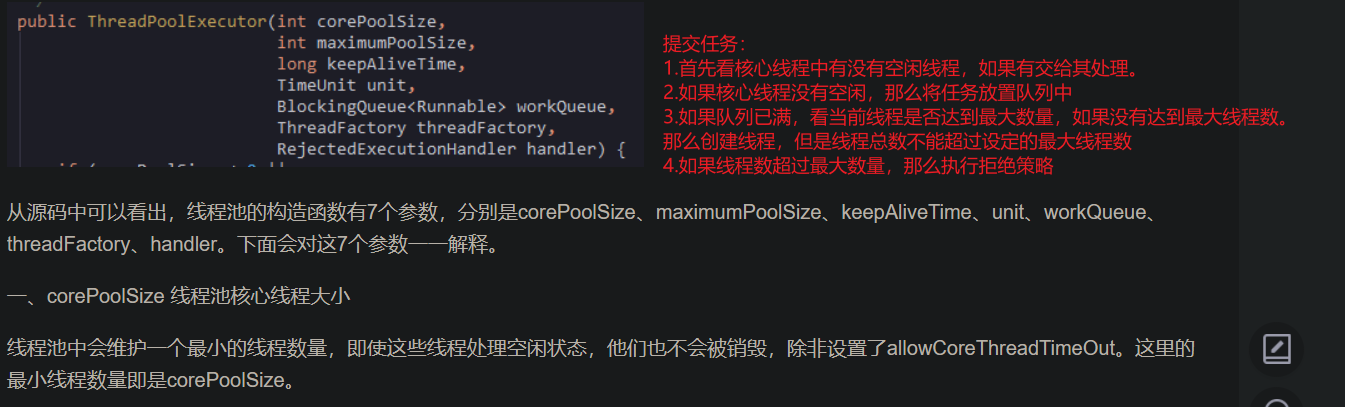 public ThreadPoolExecutor(int corePoolSize,
int maximumPoolSize,
long keepAliveTime,
TimeUnit unit,
BlockingQueue<Runnable> workQueue,
ThreadFactory threadFactory,
RejectedExecutionHandler handler) {
提交任务：
1.首先看核心线程中有没有空闲线程，如果有交给其处理。
2.如果核心线程没有空闲，那么将任务放置队列中
3.如果队列已满，看当前线程是否达到最大数量，如果没有达到最大线程数。
那么创建线程，但是线程总数不能超过设定的最大线程数
4.如果线程数超过最大数量，那么执行拒绝策略
从源码中可以看出，线程池的构造函数有7个参数，分别是corePoolSize、maximumPoolSize、keepAliveTime、unit、workQueue、
threadFactory、handler。下面会对这7个参数一一解释。
一、corePoolSize 线程池核心线程大小
线程池中会维护一个最小的线程数量，即使这些线程处理空闲状态，他们也不会被销毁，除非设置了allowCoreThreadTimeOut。这里的
最小线程数量即是corePoolSize。